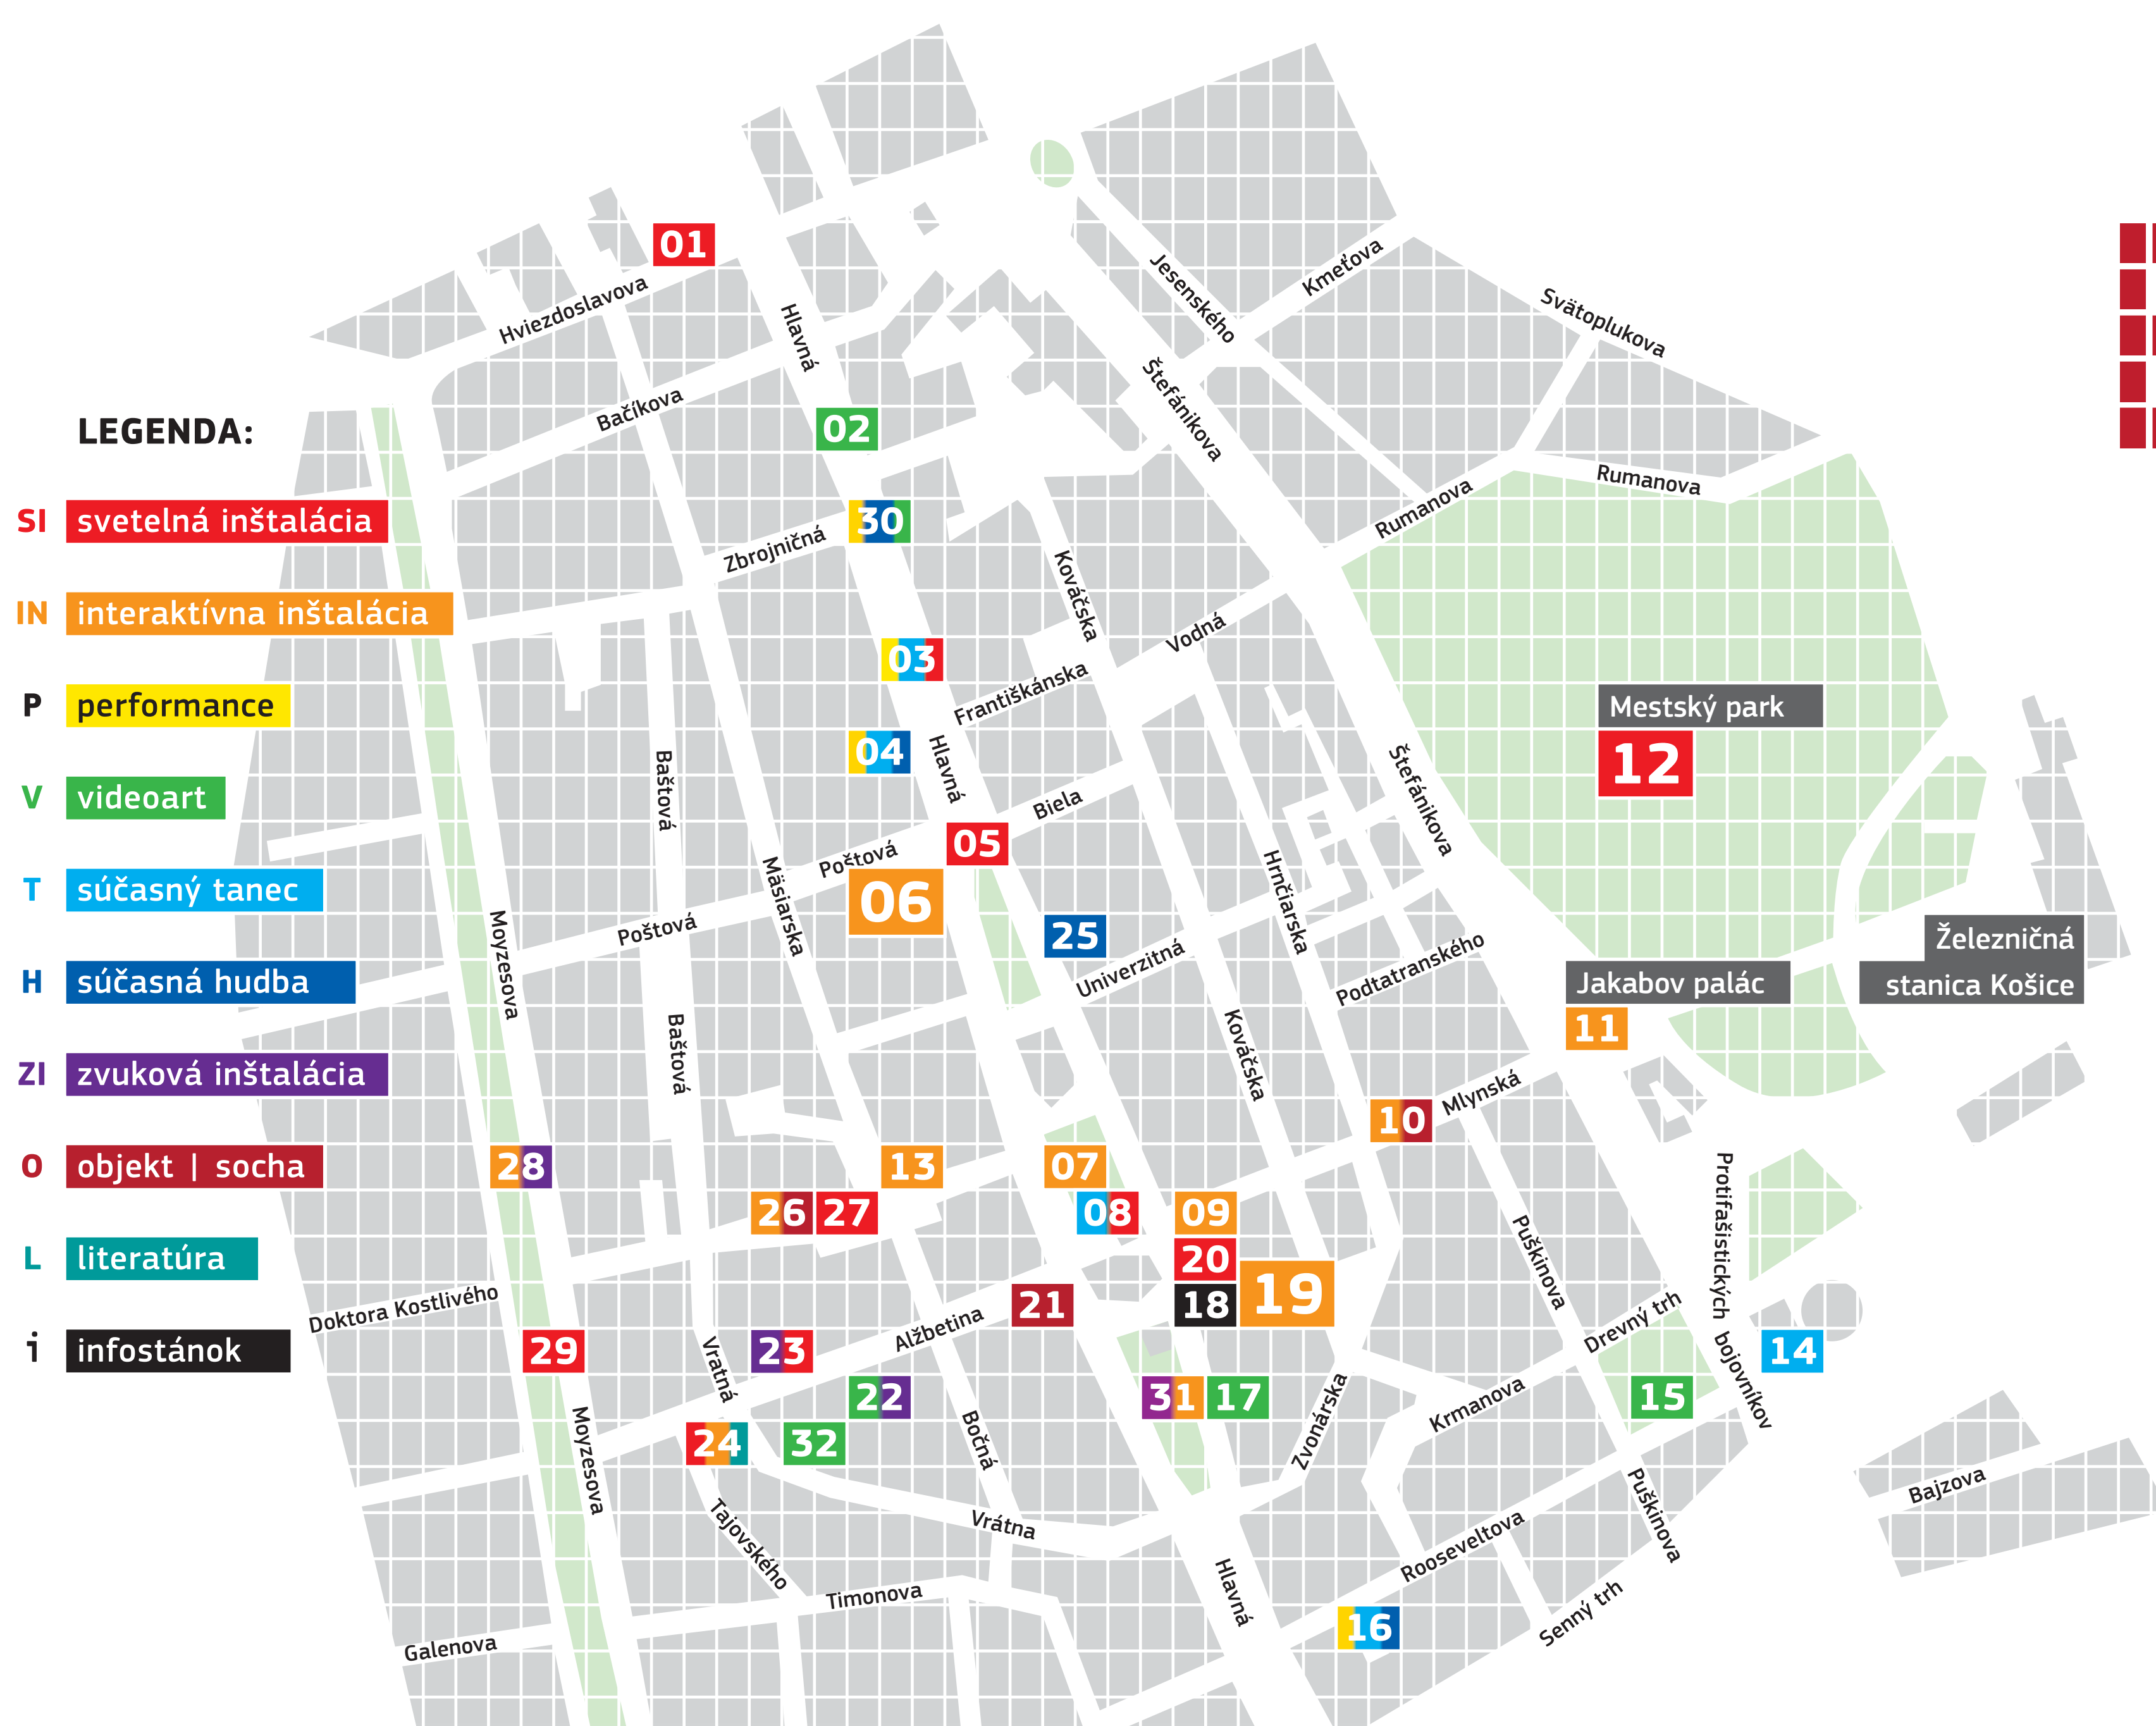 01
Hviezdoslavova
Hlavná
Jesenského
Kmeťova
Svätoplukova
Bačíkova
Štefánikova
02
LEGENDA:
Rumanova
Rumanova
SI svetelná inštalácia
30
Zbrojničná
Kováčska
IN interaktívna inštalácia
Vodná
03
Františkánska
P performance
Mestský park
12
04
Hlavná
Baštová
Štefánikova
V videoart
Biela
05
Poštová
Mäsiarska
Hrnčiarska
T súčasný tanec
06
Poštová
25
Univerzitná
Podtatranského
Železničná
stanica Košice
Moyzesova
H súčasná hudba
Jakabov palác
11
Baštová
Kováčska
ZI zvuková inštalácia
Mlynská
10
O objekt | socha
28
13
07
26
27
08
09
Protifašistických bojovníkov
Puškinova
L literatúra
20
19
18
21
Doktora Kostlivého
Alžbetina
Drevný trh
i infostánok
29
23
14
Vratná
22
31
17
15
Zvonárska
Krmanova
24
32
Bočná
Moyzesova
Tajovského
Vrátna
Puškinova
Bajzova
Rooseveltova
Hlavná
Timonova
Senný trh
16
Galenova